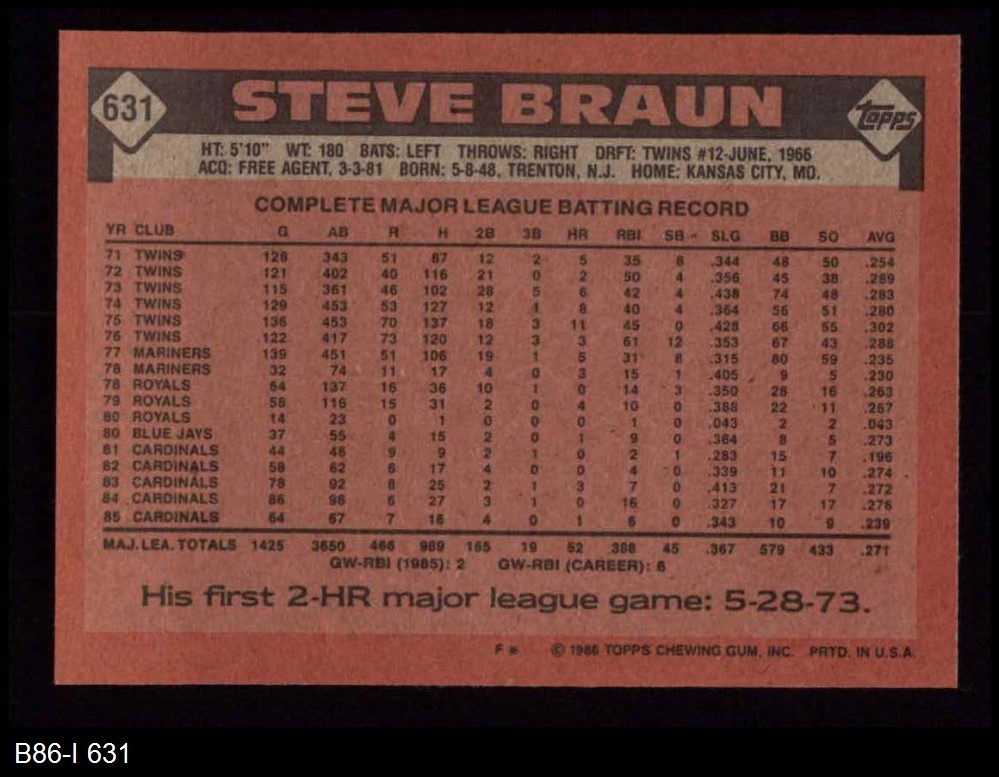 631 STEVE BRAUN topps
HT: 5'10" WT: 180 BATS: LEFT THROWS: RIGHT DRFT: TWINS #12-JUNE, 1966
ACQ: FREE AGENT, 3-3-81 BORN: 5-8-48, TRENTON, N.J. HOME: KANSAS CITY, MO.
COMPLETE MAJOR LEAGUE BATTING RECORD
YR CLUB G AB R H 2B 3B HR RBI SB SLG BB SO AVG
71 TWINS 128 343 51 87 12 2 5 35 8 .344 48 50 .254
72 TWINS 121 402 40 116 21 0 2 50 4 .356 45 38 .289
73 TWINS 115 361 46 102 28 5 6 42 4 .438 74 48 .283
74 TWINS 129 453 53 127 12 1 8 40 4 .364 56 51 .280
75 TWINS 136 453 70 137 18 3 11 45 0 .428 66 55 .302
76 TWINS 122 417 73 120 12 3 3 61 12 .353 67 43 .288
77 MARINERS 139 451 51 106 19 1 5 31 8 .315 80 59 .235
78 MARINERS 32 74 11 17 4 0 3 15 1 .405 9 5 .230
78 ROYALS 64 137 16 36 10 1 0 14 3 .350 28 16 .263
79 ROYALS 58 116 15 31 2 0 4 10 0 .388 22 11 .267
80 ROYALS 14 23 0 1 0 0 0 1 0 .043 2 2 .043
80 BLUE JAYS 37 55 4 15 2 0 1 9 0 .364 8 5 .273
81 CARDINALS 44 46 9 9 2 1 0 2 1 .283 15 7 .196
82 CARDINALS 58 62 6 17 4 0 0 4 0 .339 11 10 .274
83 CARDINALS 78 92 8 25 2 1 3 7 0 .413 21 7 .272
84 CARDINALS 86 98 6 27 3 1 0 16 0 .327 17 17 .276
85 CARDINALS 64 67 7 16 4 0 1 6 0 .343 10 9 .239
MAJ. LEA. TOTALS 1425 3650 466 989 155 19 52 388 45 .367 579 433 .271
GW-RBI (1985): 2 GW-RBI (CAREER): 6
His first 2-HR major league game: 5-28-73.
F * © 1986 TOPPS CHEWING GUM, INC. PRTD. IN U.S.A.
B86-I 631